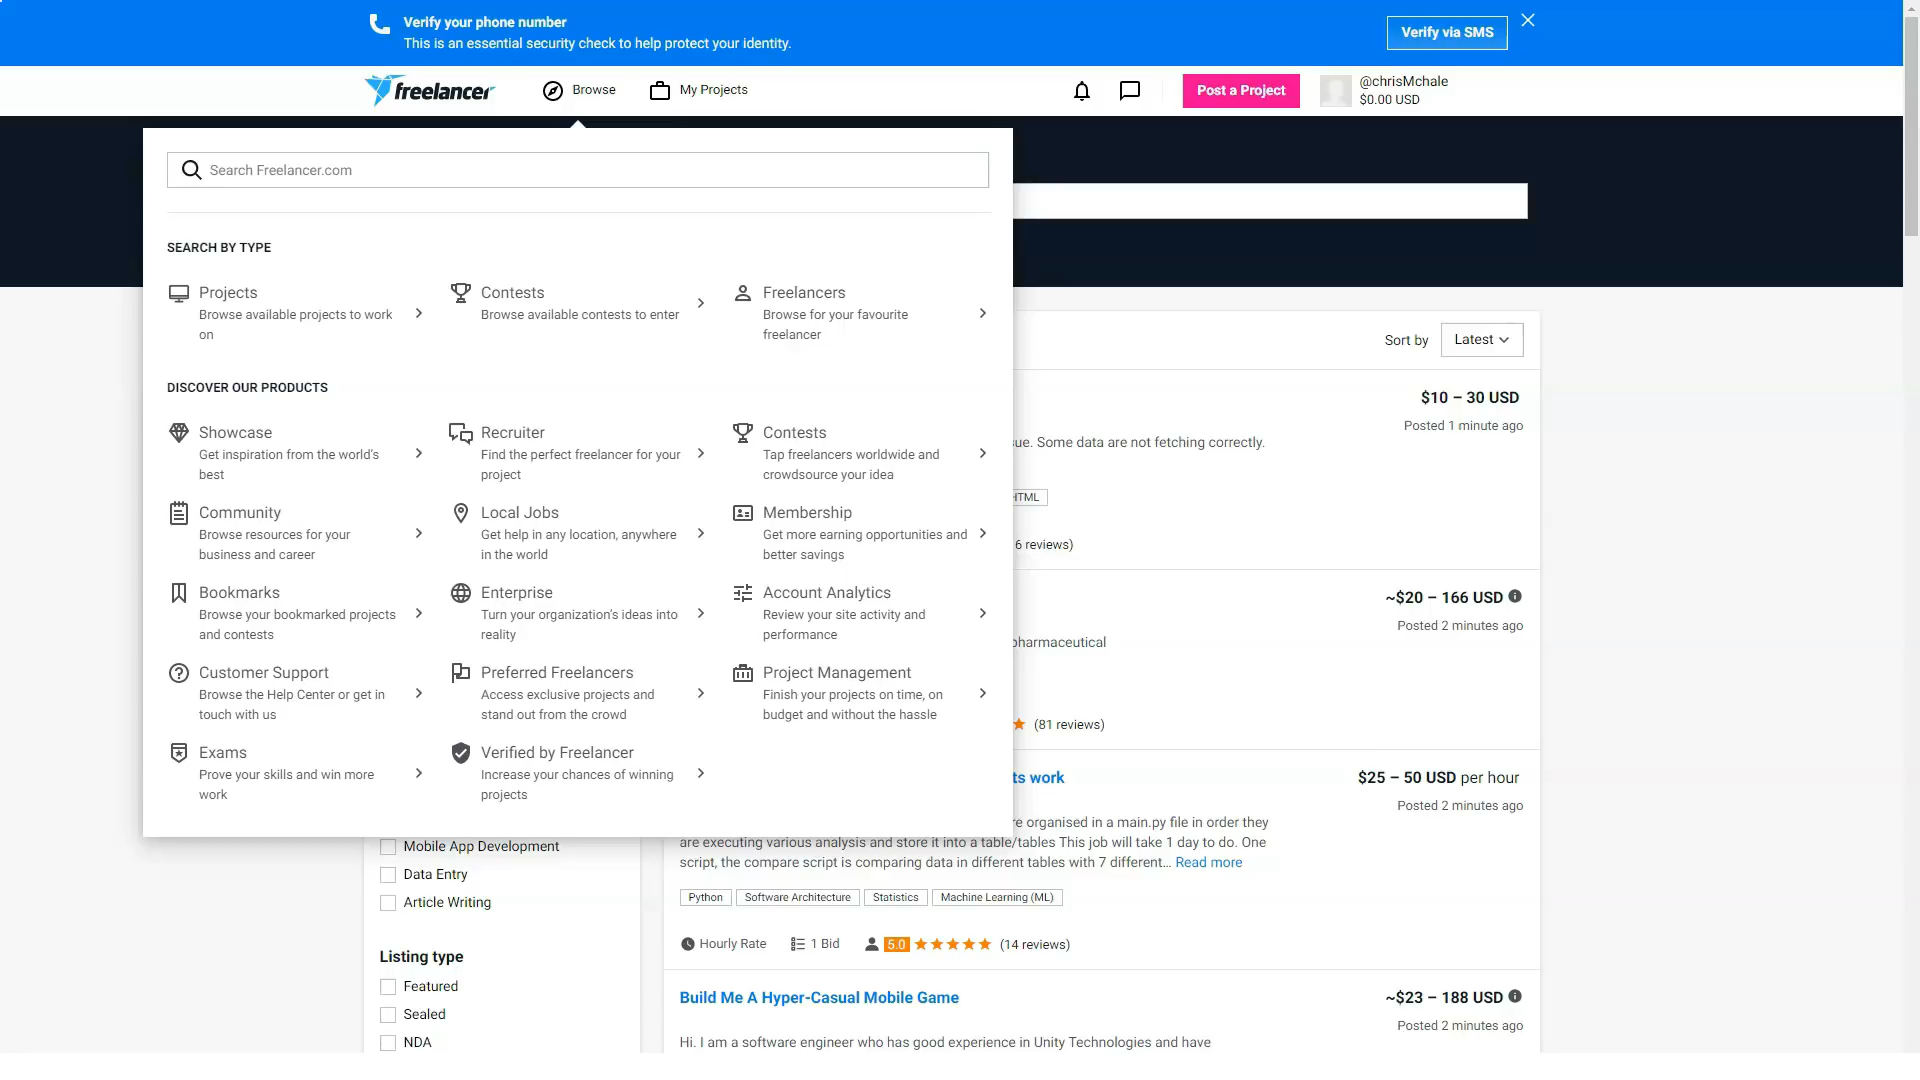 Verify your phone number
This is an essential security check to help protect your identity.
Verify via SMS
freelancer
Browse
My Projects
Post a Project
@chrisMchale
$0.00 USD
Search Freelancer.com
SEARCH BY TYPE
Projects
Browse available projects to work
on
Contests
Browse available contests to enter
Freelancers
Browse for your favourite
freelancer
DISCOVER OUR PRODUCTS
Showcase
Get inspiration from the world's
best
Recruiter
Find the perfect freelancer for your
project
Contests
Tap freelancers worldwide and
crowdsource your idea
Community
Browse resources for your
business and career
Local Jobs
Get help in any location, anywhere
in the world
Membership
Get more earning opportunities and
better savings
Bookmarks
Browse your bookmarked projects
and contests
Enterprise
Turn your organization's ideas into
reality
Account Analytics
Review your site activity and
performance
Customer Support
Browse the Help Center or get in
touch with us
Preferred Freelancers
Access exclusive projects and
stand out from the crowd
Project Management
Finish your projects on time, on
budget and without the hassle
Exams
Prove your skills and win more
work
Verified by Freelancer
Increase your chances of winning
projects
Sort by
Latest
$10 – 30 USD
Posted 1 minute ago
ue. Some data are not fetching correctly.
HTML
6 reviews)
~$20 – 166 USD
Posted 2 minutes ago
pharmaceutical
(81 reviews)
ts work
$25 – 50 USD per hour
Posted 2 minutes ago
re organised in a main.py file in order they
are executing various analysis and store it into a table/tables This job will take 1 day to do. One
script, the compare script is comparing data in different tables with 7 different... Read more
Python
Software Architecture
Statistics
Machine Learning (ML)
Hourly Rate
1 Bid
5.0
(14 reviews)
Build Me A Hyper-Casual Mobile Game
~$23 – 188 USD
Posted 2 minutes ago
Hi. I am a software engineer who has good experience in Unity Technologies and have
Mobile App Development
Data Entry
Article Writing
Listing type
Featured
Sealed
NDA